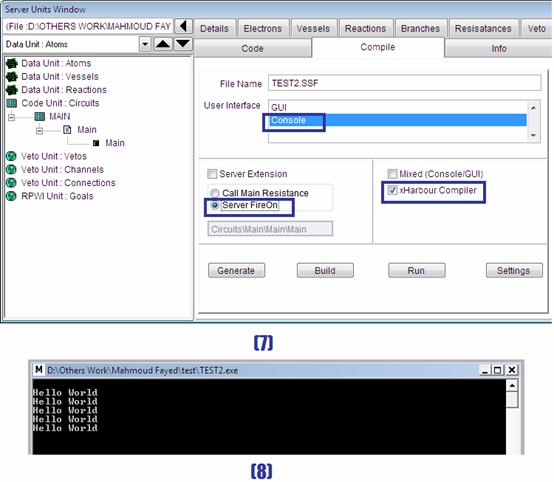 Server Units Window
(File :D:\OTHERS WORK\MAHMOUD FAY
Details Electrons Vessels Reactions Branches Resisatances Veto
Data Unit : Atoms
Code Compile Info
Data Unit : Atoms
Data Unit : Vessels
Data Unit : Reactions
Code Unit : Circuits
MAIN
Main
Main
Veto Unit : Vetos
Veto Unit : Channels
Veto Unit : Connections
RPWI Unit : Goals
File Name TEST2.SSF
User Interface GUI
Console
Server Extension
Mixed (Console/GUI)
Call Main Resistance
xHarbour Compiler
Server FireOn
Circuits\Main\Main\Main
Generate Build Run Settings
(7)
M D:\Others Work\Mahmoud Fayed\test\TEST2.exe
Hello World
Hello World
Hello World
Hello World
Hello World
(8)